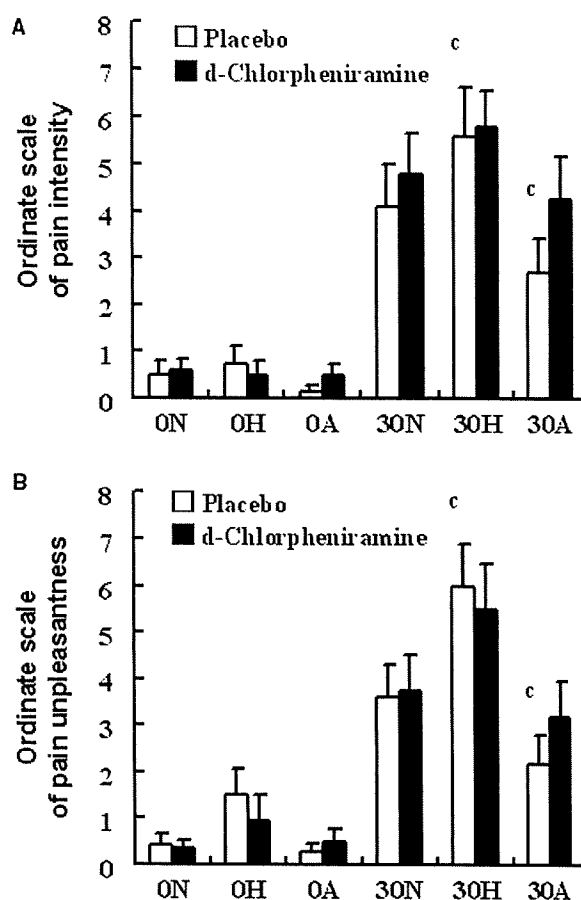 A
Placebo
d-Chlorpheniramine
c
c
Ordinate scale
of pain intensity
8
7
6
5
4
3
2
1
0
0N 0H 0A 30N 30H 30A
B
Placebo
d-Chlorpheniramine
c
c
Ordinate scale
of pain unpleasantness
8
7
6
5
4
3
2
1
0
0N 0H 0A 30N 30H 30A